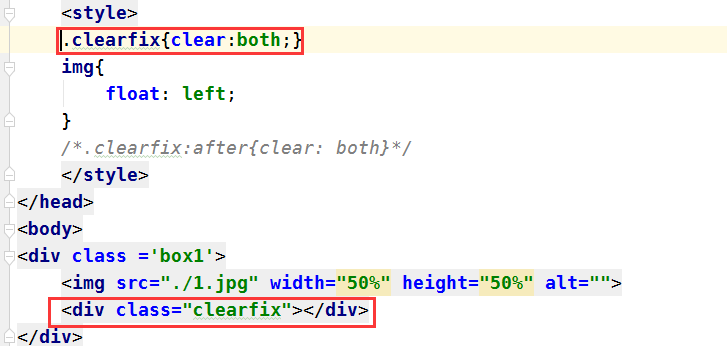 <style>
.clearfix{clear:both;}
img{
float: left;
}
/*.clearfix:after{clear: both}*/
</style>
</head>
<body>
<div class ='box1'>
<img src="./1.jpg" width="50%" height="50%" alt="">
<div class="clearfix"></div>
</div>